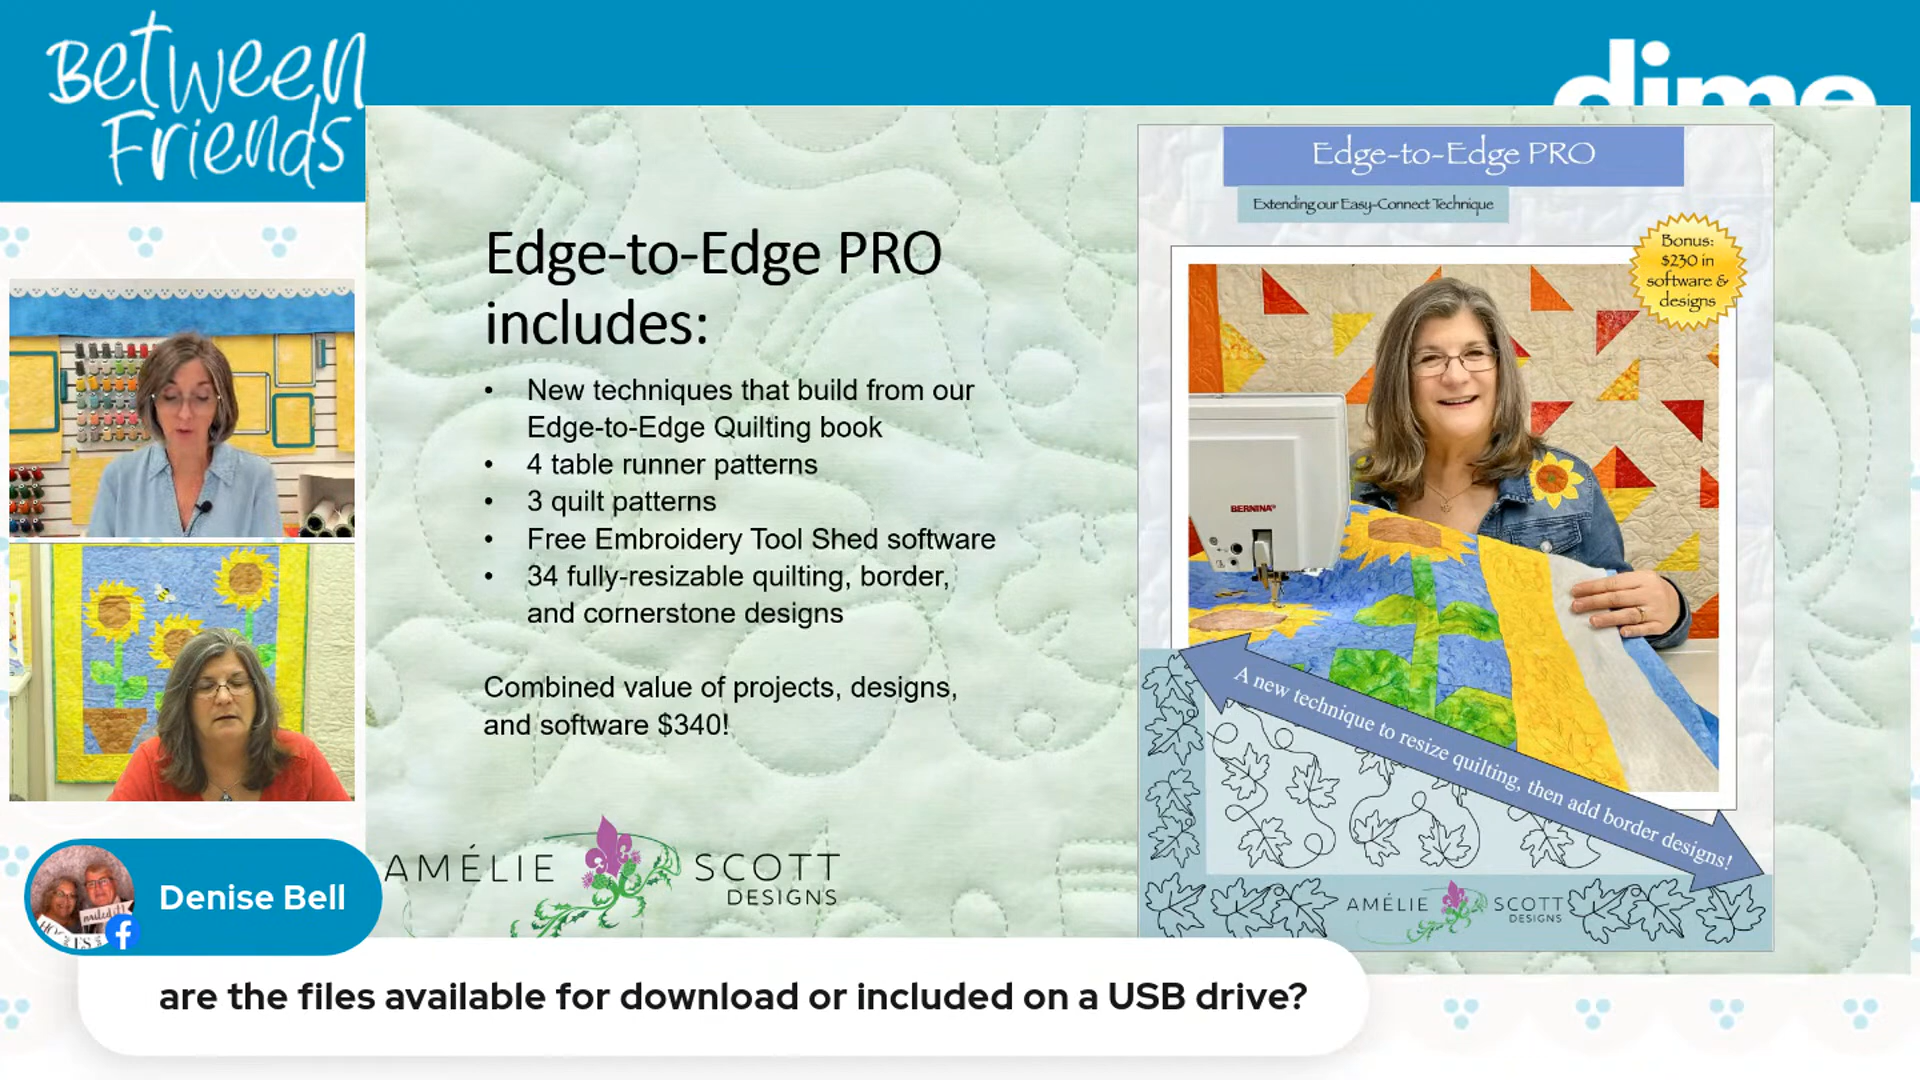 Between
Friends
dime
Edge-to-Edge PRO
includes:
• New techniques that build from our
Edge-to-Edge Quilting book
• 4 table runner patterns
• 3 quilt patterns
• Free Embroidery Tool Shed software
• 34 fully-resizable quilting, border,
and cornerstone designs
Combined value of projects, designs,
and software $340!
AMÉLIE SCOTT
DESIGNS
Edge-to-Edge PRO
Extending our Easy-Connect Technique
Bonus:
$230 in
software &
designs
BERNINA
A new technique to resize quilting, then add border designs!
AMÉLIE SCOTT
DESIGNS
Denise Bell
are the files available for download or included on a USB drive?